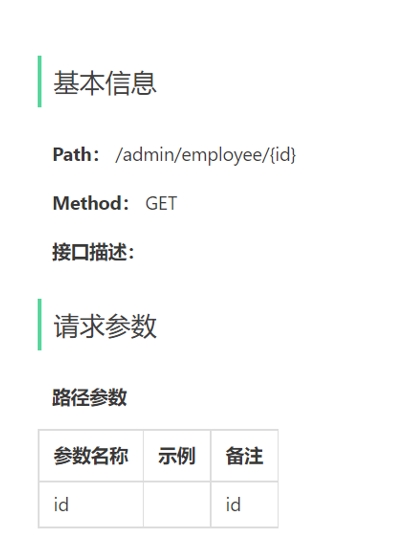 基本信息
Path： /admin/employee/{id}
Method： GET
接口描述：
请求参数
路径参数
参数名称 示例 备注
id id